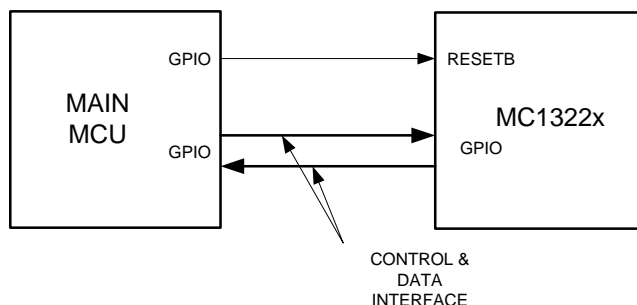 GPIO
RESETB
MAIN
MCU
MC1322x
GPIO
GPIO
CONTROL &
DATA
INTERFACE